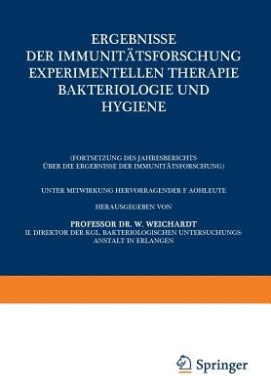 ERGEBNISSE
DER IMMUNITÄTSFORSCHUNG
EXPERIMENTELLEN THERAPIE
BAKTERIOLOGIE UND
HYGIENE
(FORTSETZUNG DES JAHRESBERICHTS
ÜBER DIE ERGEBNISSE DER IMMUNITÄTSFORSCHUNG)
UNTER MITWIRKUNG HERVORRAGENDER F AOHLEUTE
HERAUSGEGEBEN VON
PROFESSOR DR. W. WEICHARDT
II. DIREKTOR DER KGL. BAKTERIOLOGISCHEN UNTERSUCHUNGS
ANSTALT IN ERLANGEN
Springer